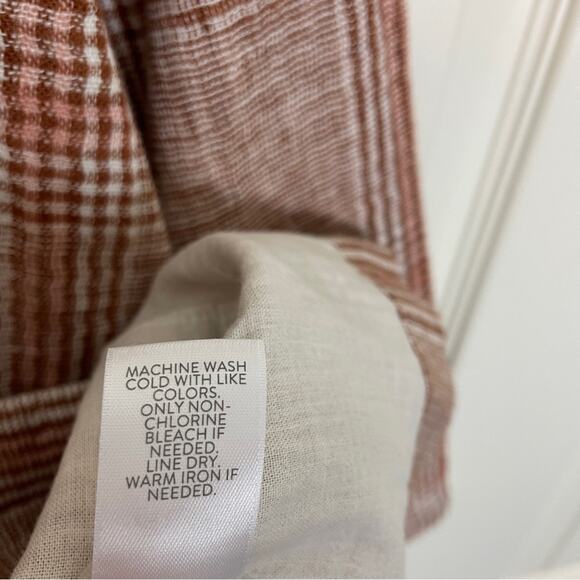 MACHINE WASH
COLD WITH LIKE
COLORS.
ONLY NON-
CHLORINE
BLEACH IF
NEEDED.
LINE DRY.
WARM IRON IF
NEEDED.